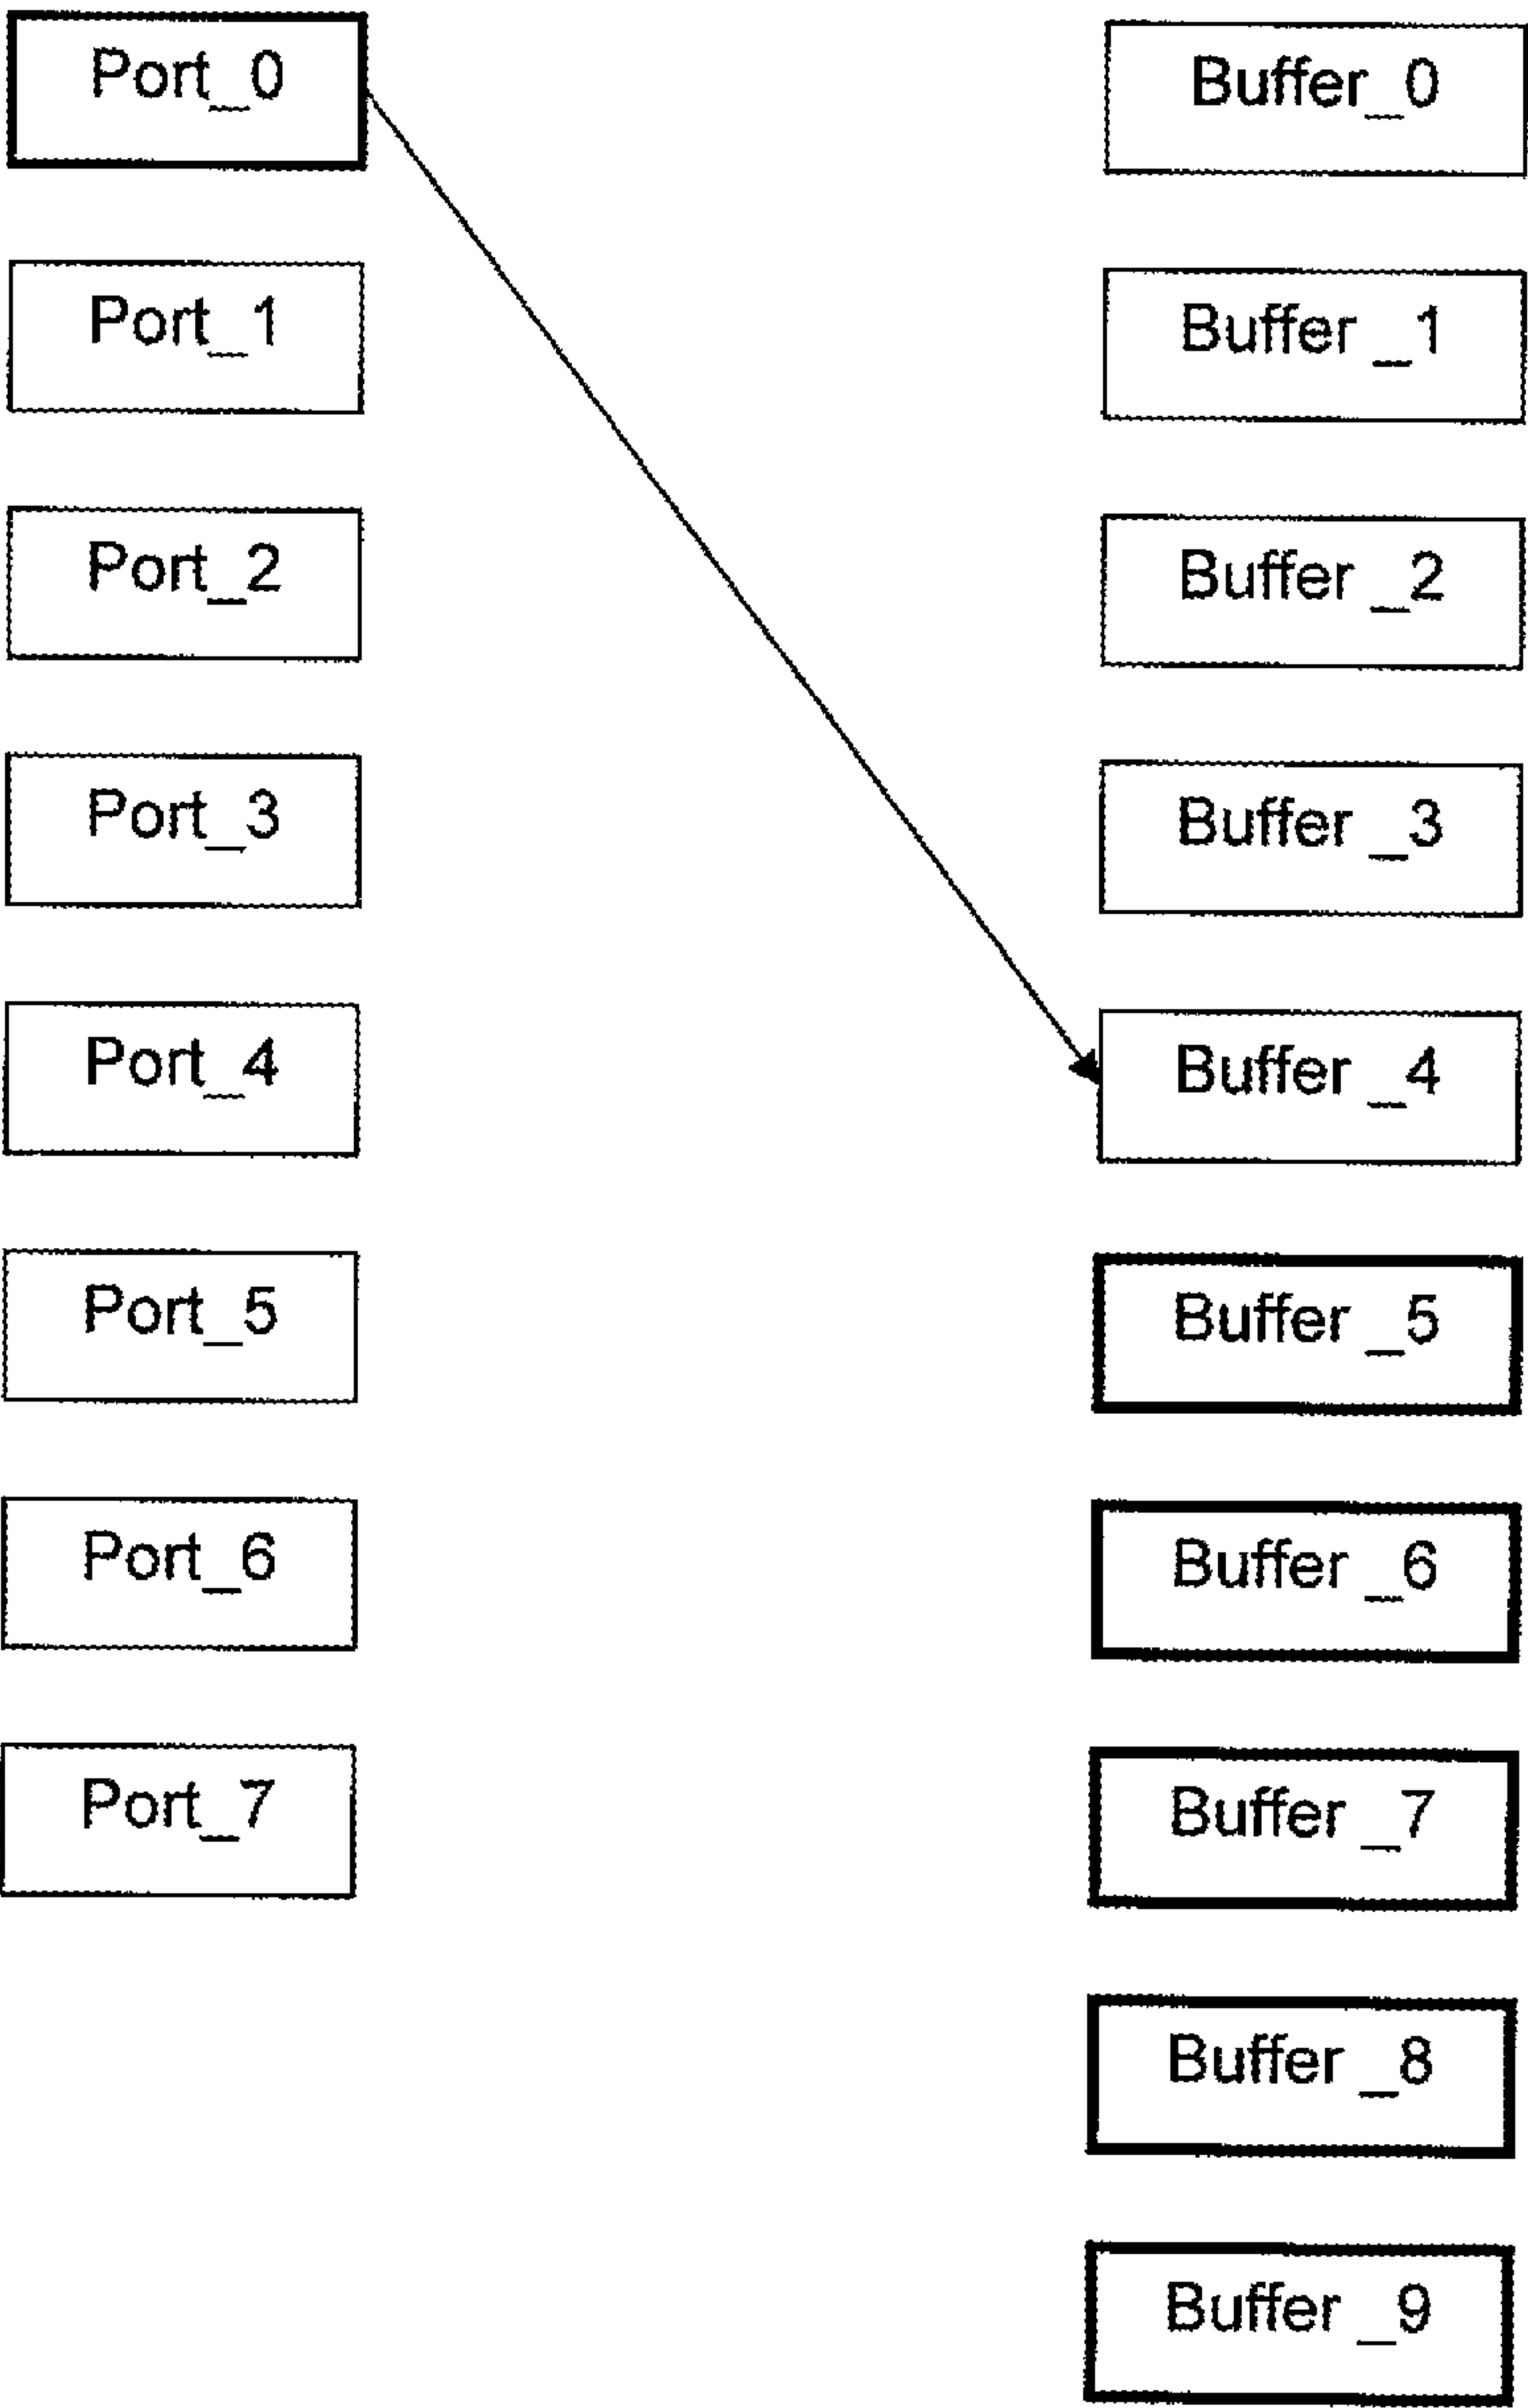 Port_0
Port_1
Port_2
Port_3
Port_4
Port_5
Port_6
Port_7
Buffer_0
Buffer _1
Buffer _2
Buffer _3
Buffer _4
Buffer _5
Buffer _6
Buffer _7
Buffer _8
Buffer _9